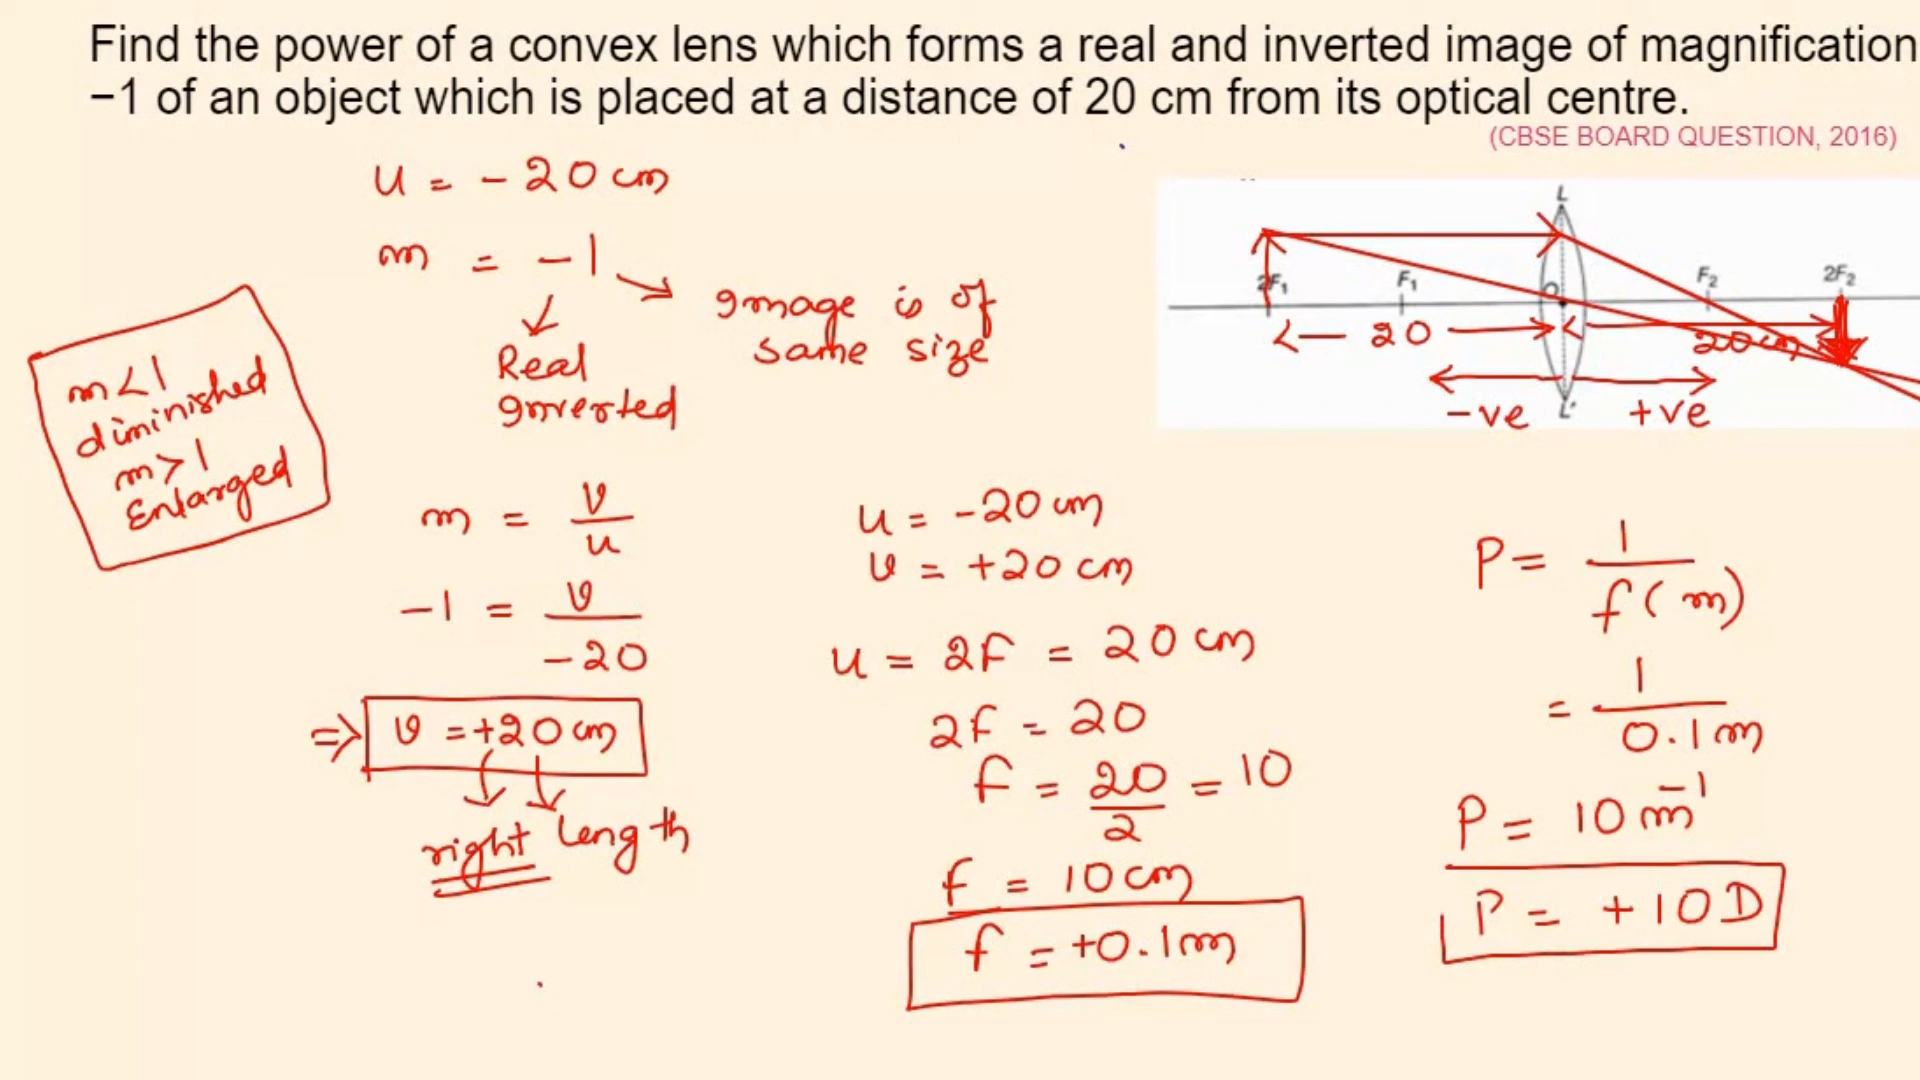 Find the power of a convex lens which forms a real and inverted image of magnification
−1 of an object which is placed at a distance of 20 cm from its optical centre.
(CBSE BOARD QUESTION, 2016)
u = - 20 cm
m = -1
Real
Inverted
Image is of
same size
m < 1
diminished
m > 1
Enlarged
m = v/u
-1 = v/-20
⇒ v = +20 cm
right length
u = -20 cm
v = +20 cm
u = 2F = 20 cm
2f = 20
f = 20/2 = 10
f = 10 cm
f = +0.1 m
P = 1/f(m)
= 1/0.1 m
P = 10 m⁻¹
P = +10 D
L
2F₁ F₁ O F₂ 2F₂
20 20 cm
-ve L' +ve